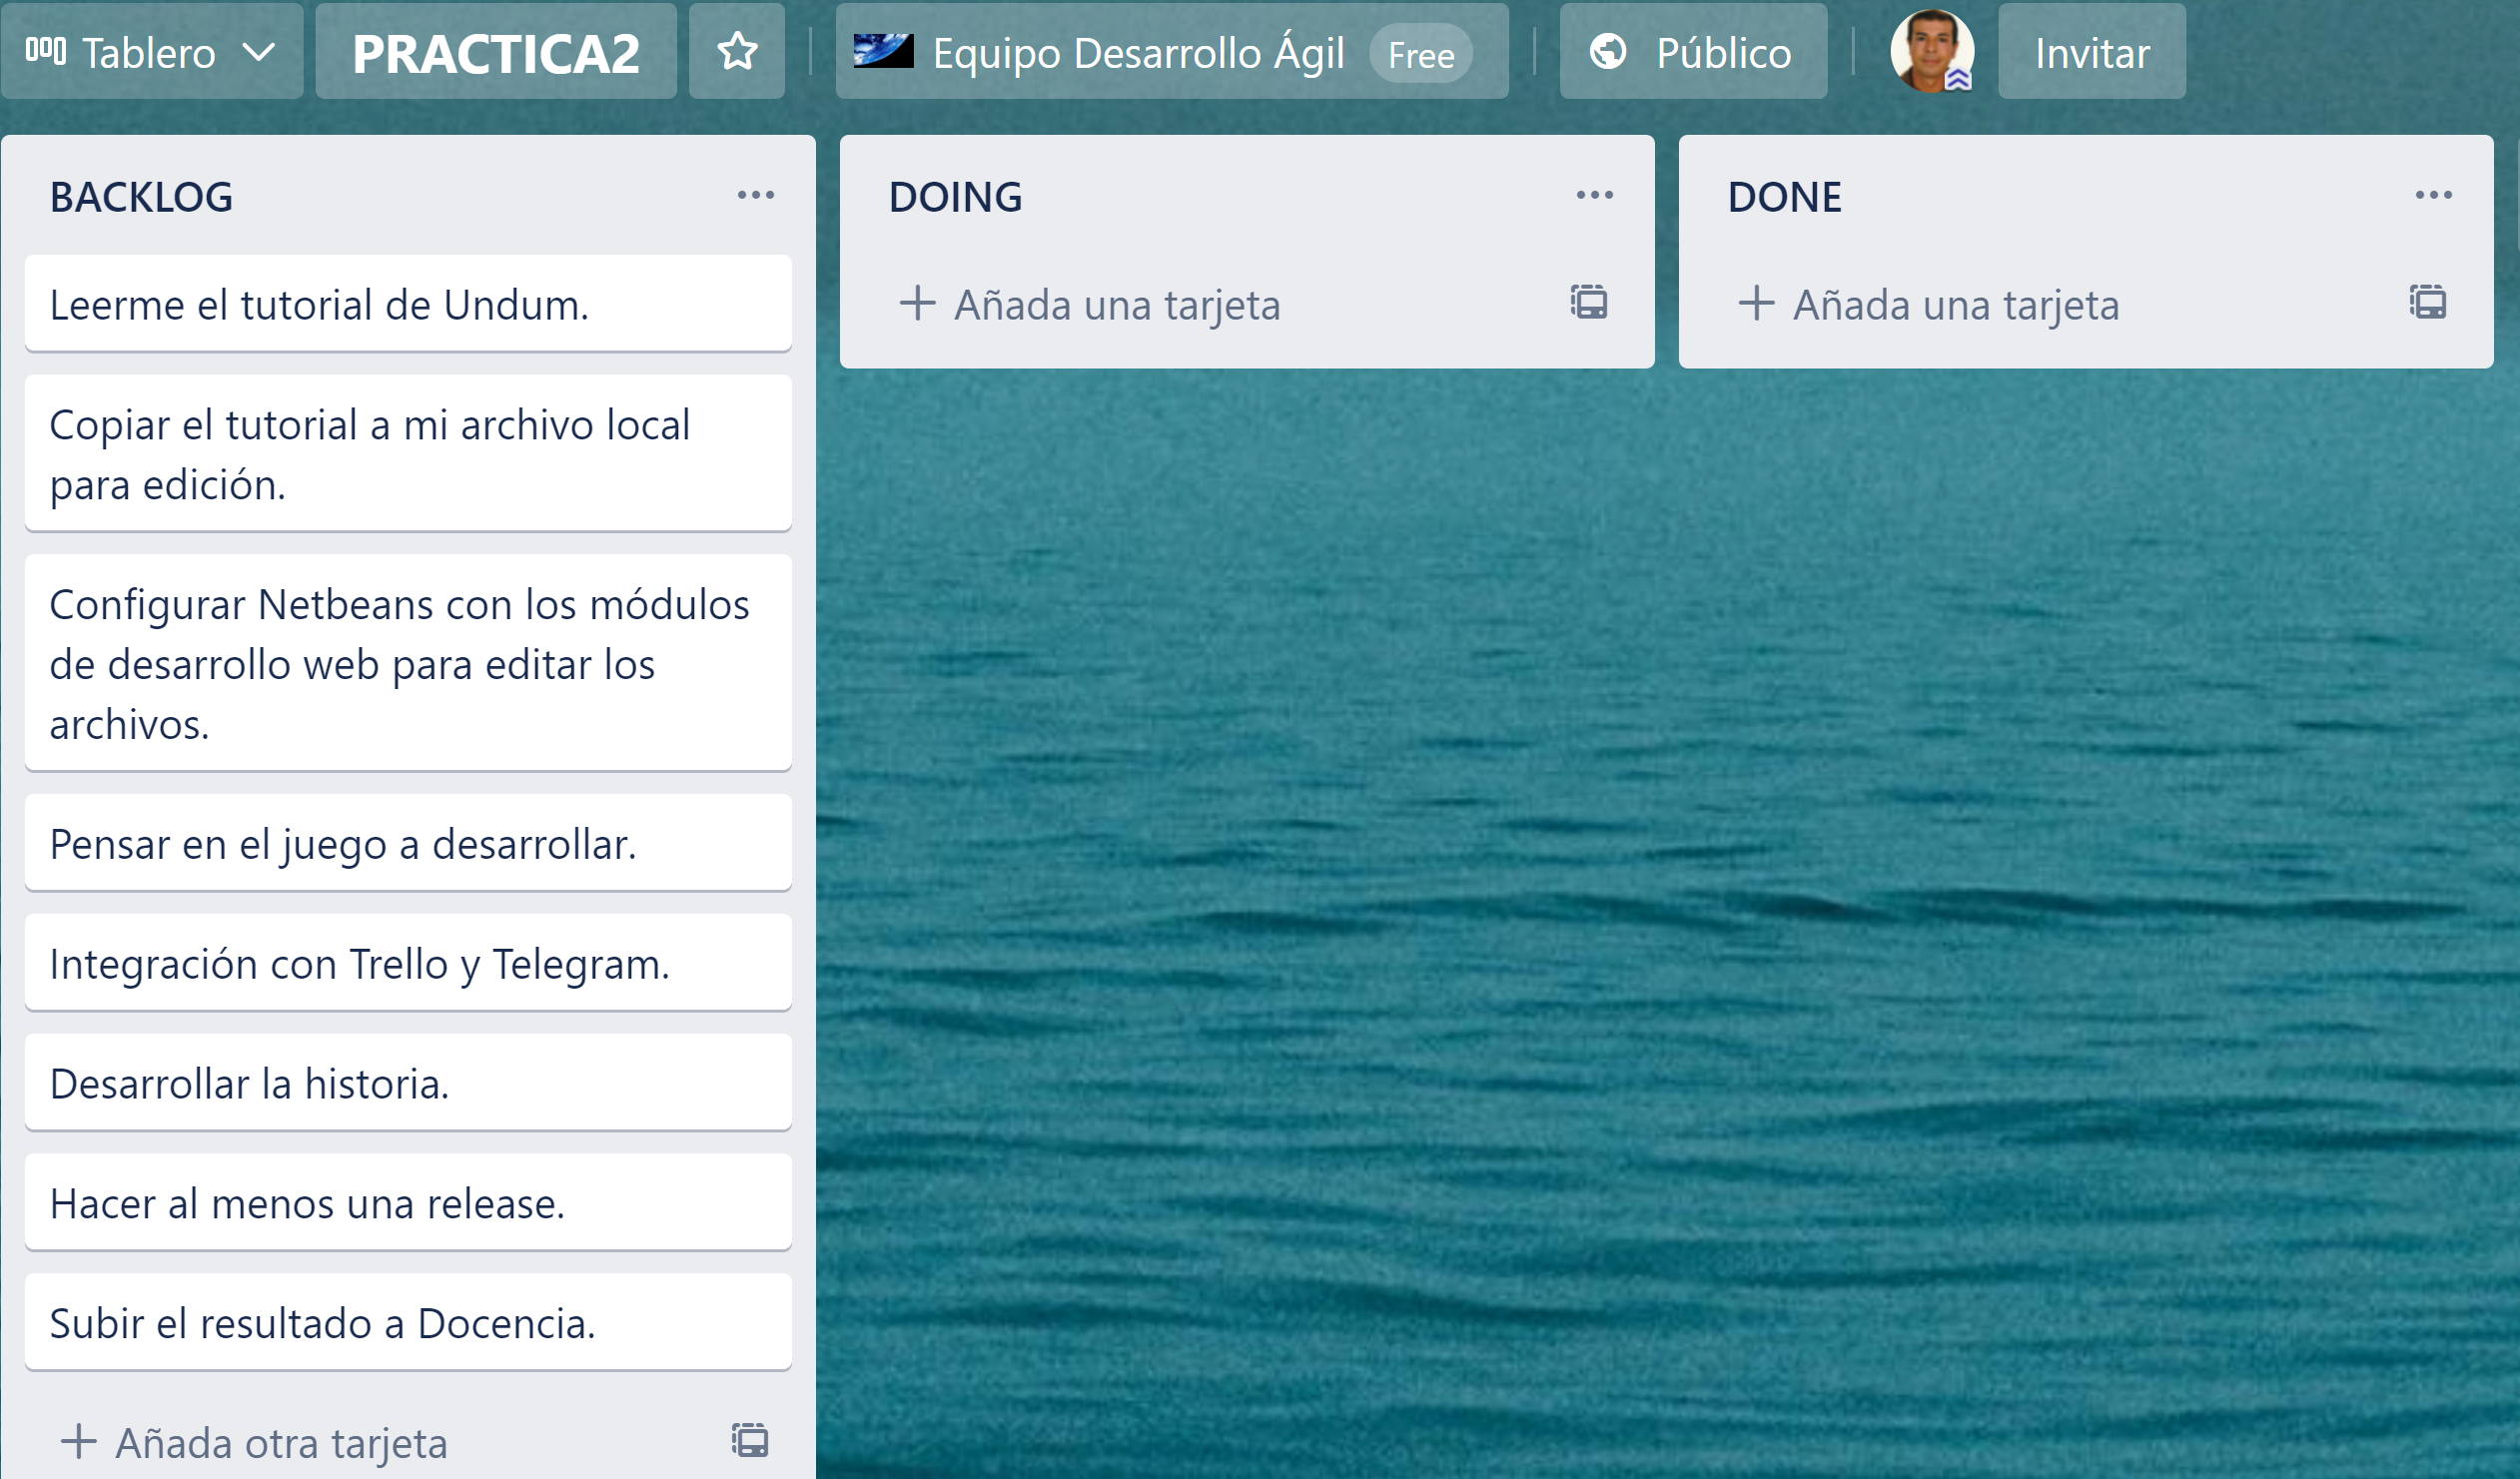 Tablero
PRACTICA2
Equipo Desarrollo Ágil
Free
Público
Invitar
BACKLOG
Leerme el tutorial de Undum.
Copiar el tutorial a mi archivo local
para edición.
Configurar Netbeans con los módulos
de desarrollo web para editar los
archivos.
Pensar en el juego a desarrollar.
Integración con Trello y Telegram.
Desarrollar la historia.
Hacer al menos una release.
Subir el resultado a Docencia.
Añada otra tarjeta
DOING
Añada una tarjeta
DONE
Añada una tarjeta